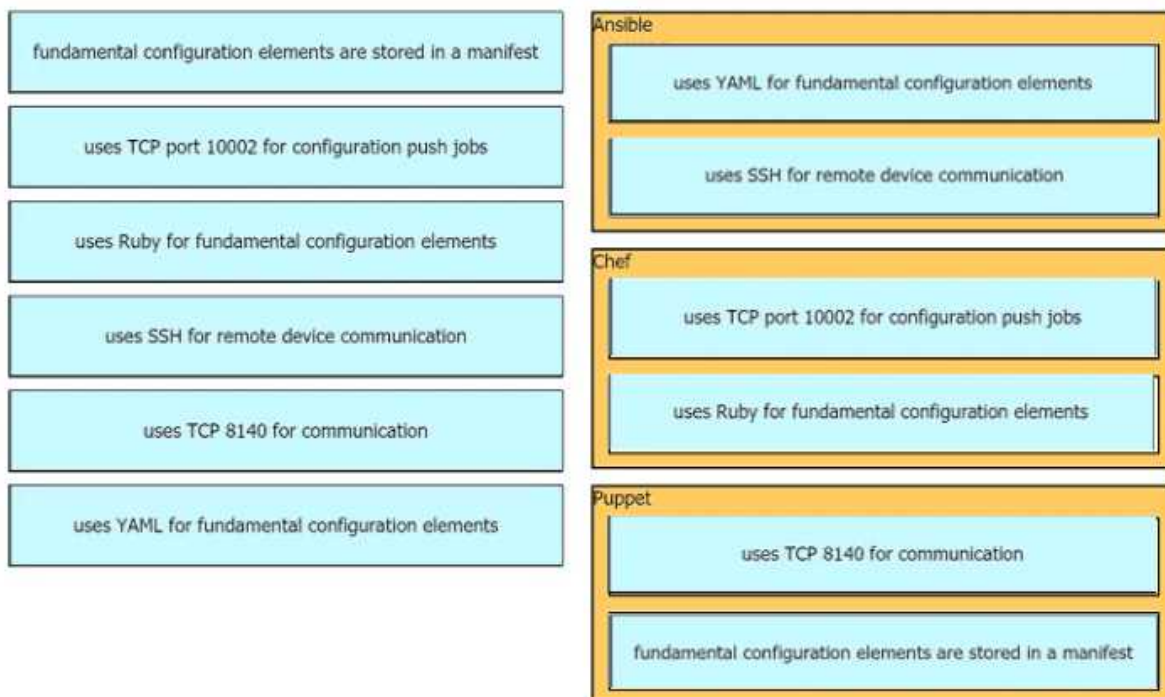 fundamental configuration elements are stored in a manifest
uses TCP port 10002 for configuration push jobs
uses Ruby for fundamental configuration elements
uses SSH for remote device communication
uses TCP 8140 for communication
uses YAML for fundamental configuration elements
Ansible
uses YAML for fundamental configuration elements
uses SSH for remote device communication
Chef
uses TCP port 10002 for configuration push jobs
uses Ruby for fundamental configuration elements
Puppet
uses TCP 8140 for communication
fundamental configuration elements are stored in a manifest